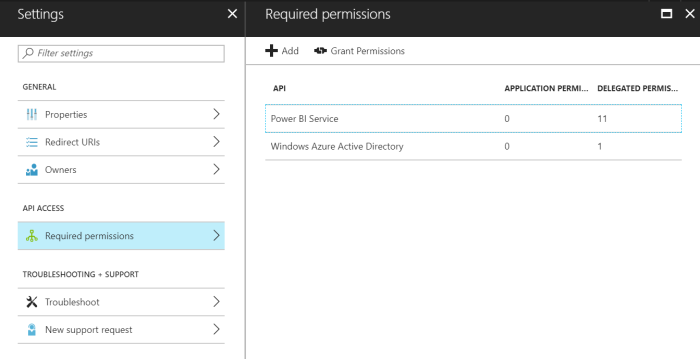 Settings
Filter settings
GENERAL
Properties
Redirect URIs
Owners
API ACCESS
Required permissions
TROUBLESHOOTING + SUPPORT
Troubleshoot
New support request
Required permissions
Add Grant Permissions
API APPLICATION PERMI... DELEGATED PERMIS...
Power BI Service 0 11
Windows Azure Active Directory 0 1